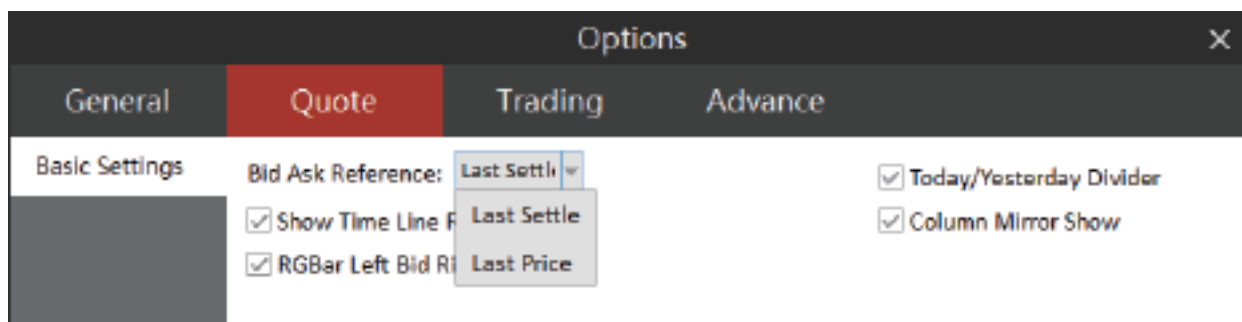 Options
General Quote Trading Advance
Basic Settings
Bid Ask Reference: Last Settl
Today/Yesterday Divider
Last Settle
Last Price
Show Time Line
Column Mirror Show
RGBar Left Bid